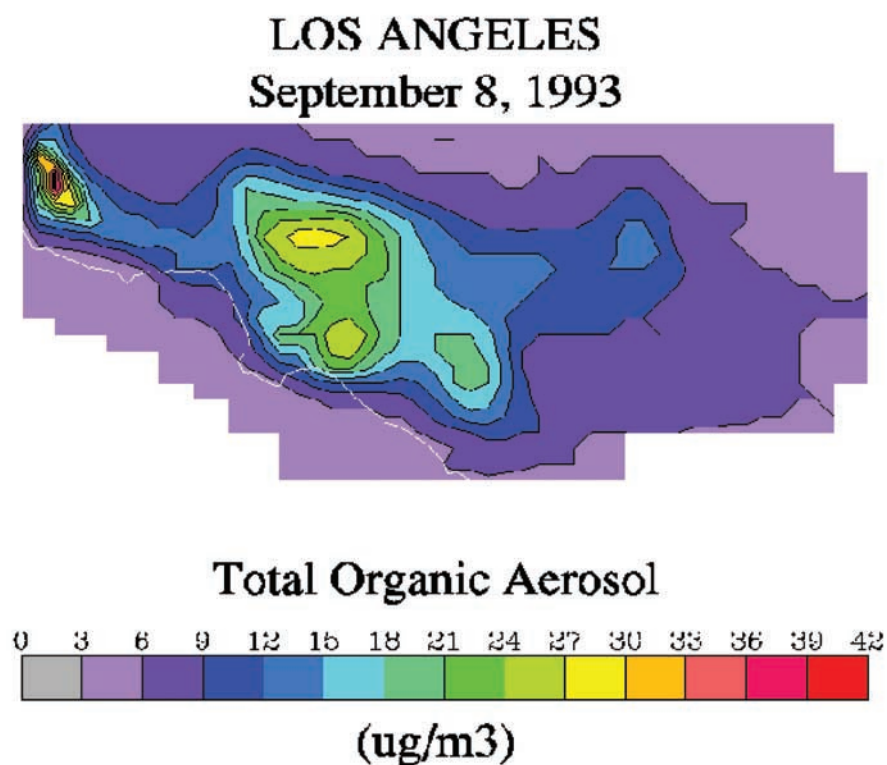 LOS ANGELES
September 8, 1993
Total Organic Aerosol
0 3 6 9 12 15 18 21 24 27 30 33 36 39 42
(ug/m3)